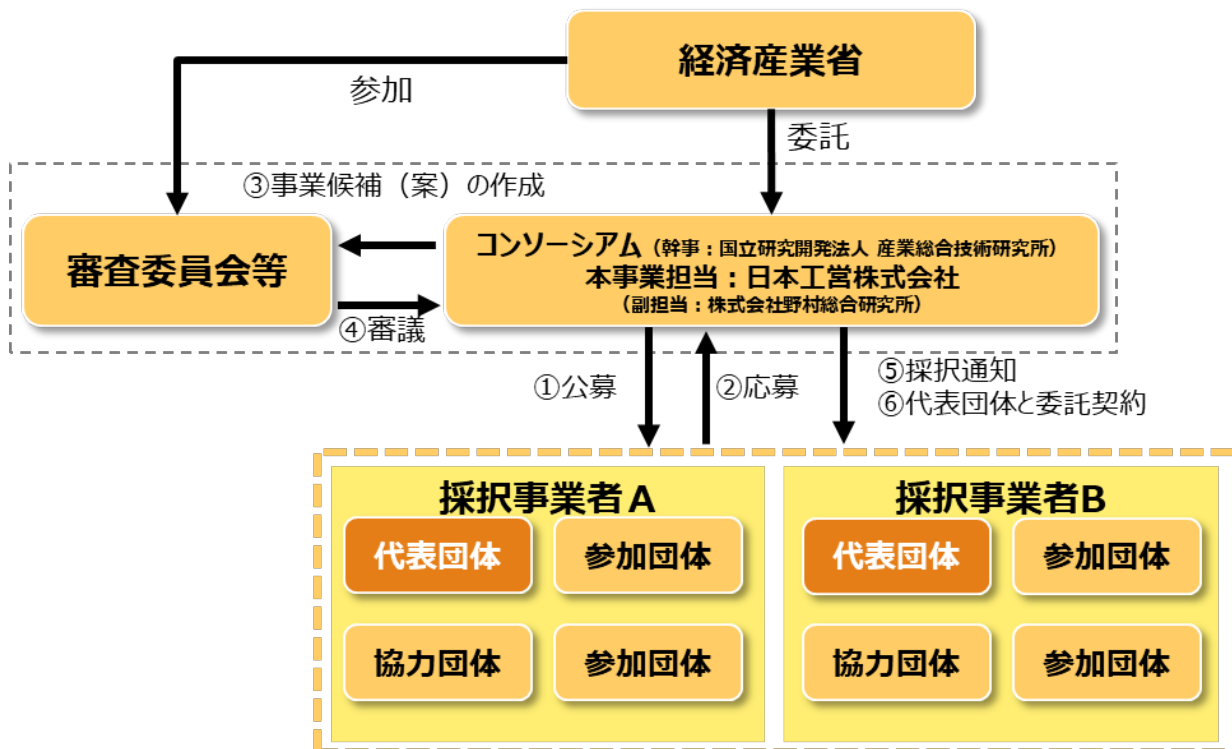 経済産業省
参加
委託
③事業候補（案）の作成
審査委員会等
コンソーシアム（幹事：国立研究開発法人 産業総合技術研究所）
本事業担当：日本工営株式会社
（副担当：株式会社野村総合研究所）
④審議
①公募
②応募
⑤採択通知
⑥代表団体と委託契約
採択事業者A
代表団体
参加団体
協力団体
参加団体
採択事業者B
代表団体
参加団体
協力団体
参加団体